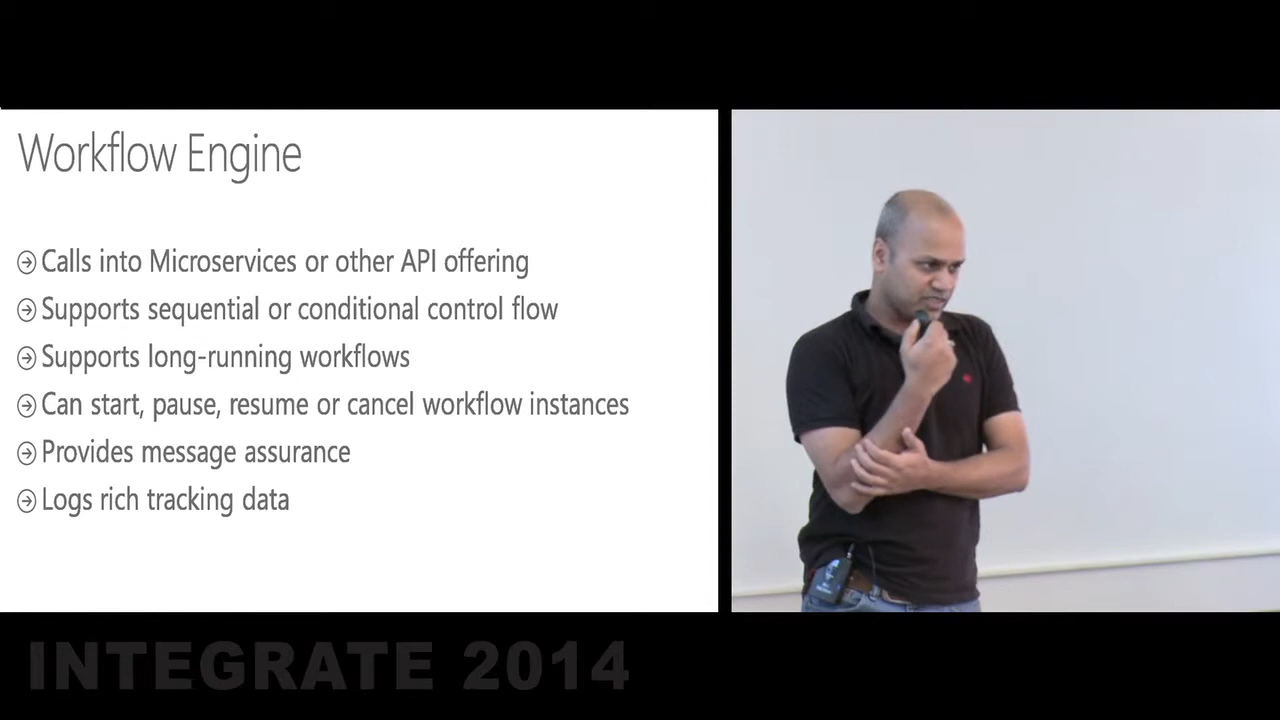 Workflow Engine
Calls into Microservices or other API offering
Supports sequential or conditional control flow
Supports long-running workflows
Can start, pause, resume or cancel workflow instances
Provides message assurance
Logs rich tracking data
INTEGRATE 2014